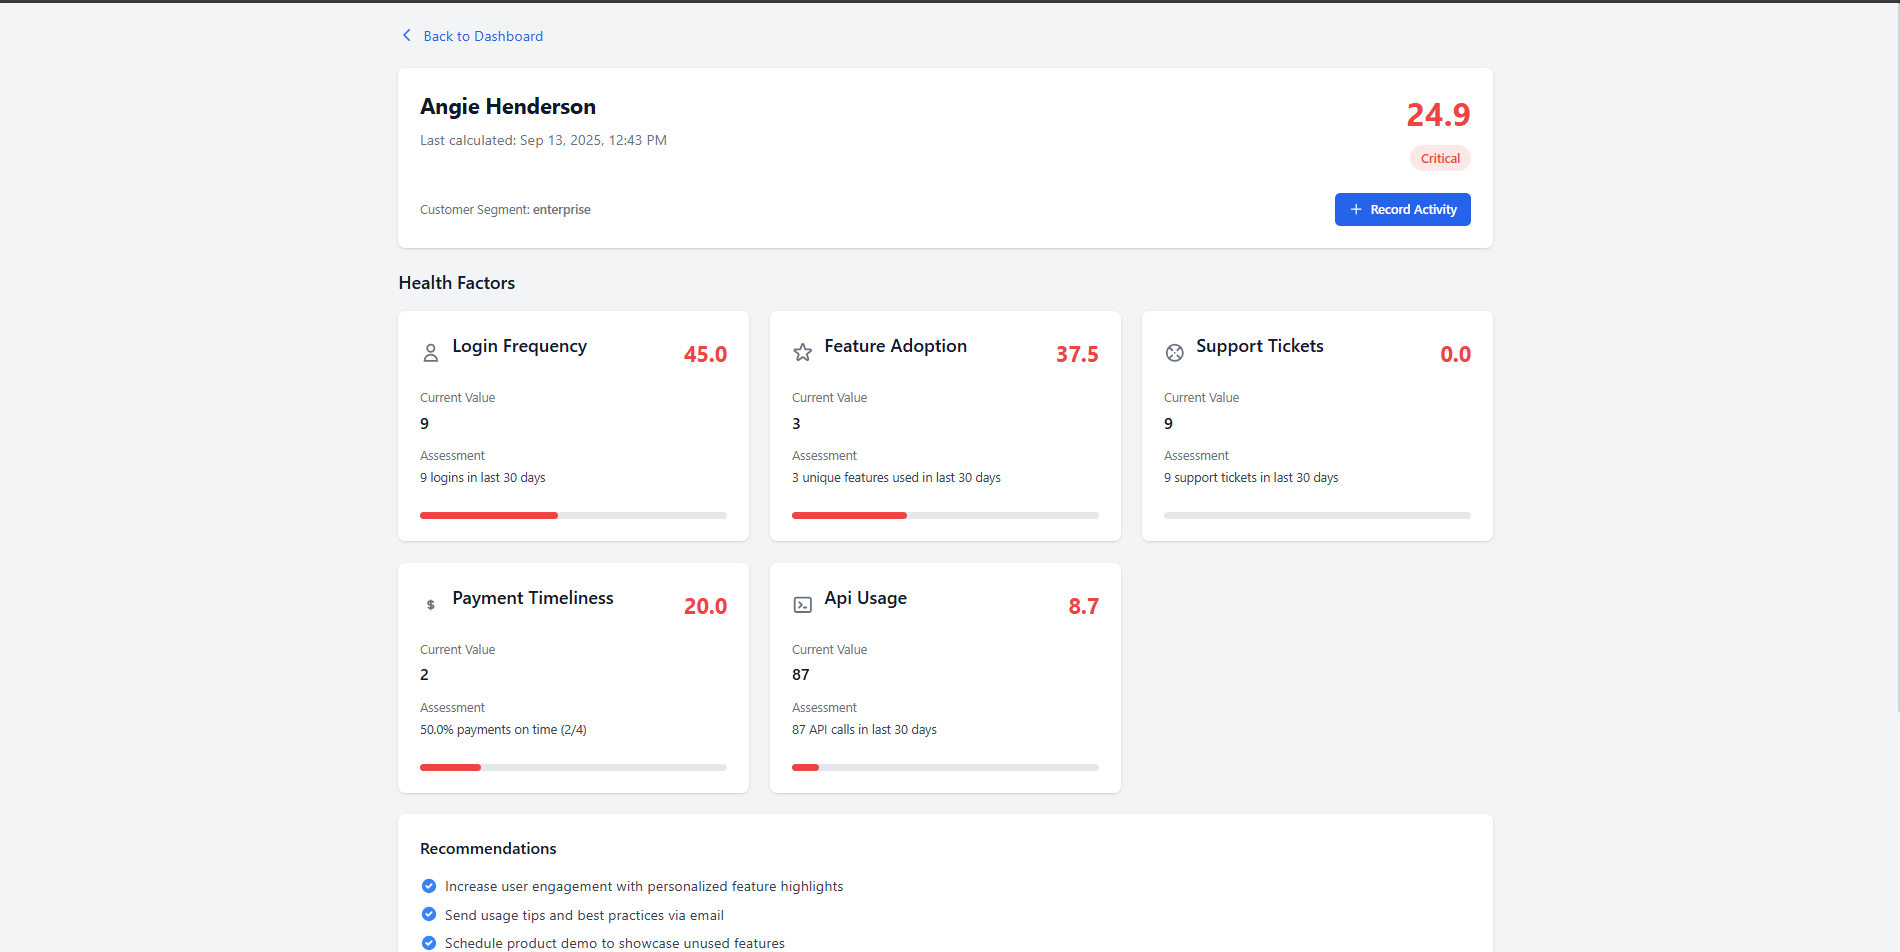 Back to Dashboard
Angie Henderson
24.9
Last calculated: Sep 13, 2025, 12:43 PM
Critical
Customer Segment: enterprise
Record Activity
Health Factors
Login Frequency
45.0
Current Value
9
Assessment
9 logins in last 30 days
Feature Adoption
37.5
Current Value
3
Assessment
3 unique features used in last 30 days
Support Tickets
0.0
Current Value
9
Assessment
9 support tickets in last 30 days
$ Payment Timeliness
20.0
Current Value
2
Assessment
50.0% payments on time (2/4)
Api Usage
8.7
Current Value
87
Assessment
87 API calls in last 30 days
Recommendations
Increase user engagement with personalized feature highlights
Send usage tips and best practices via email
Schedule product demo to showcase unused features